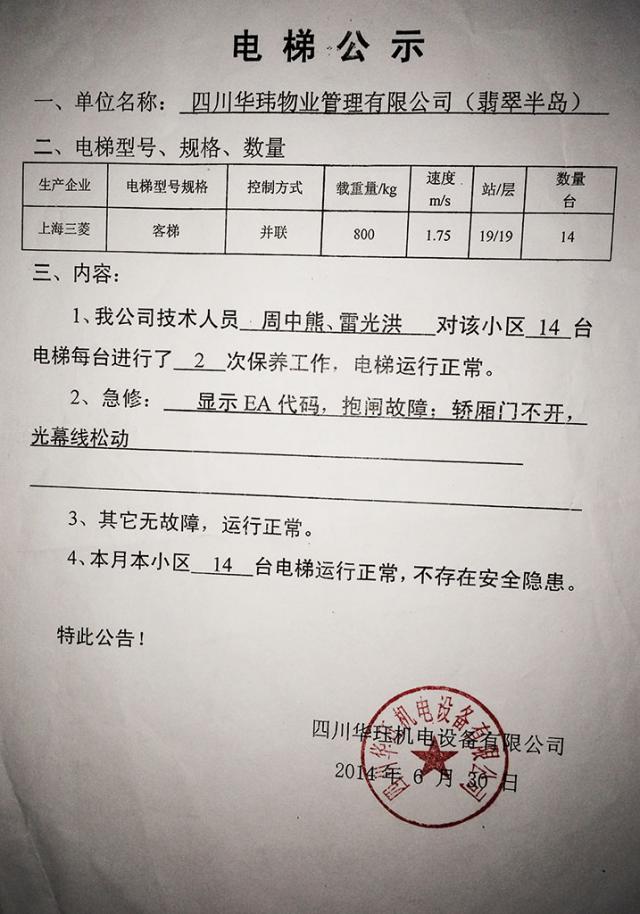 电梯公示
一、单位名称： 四川华玮物业管理有限公司（翡翠半岛）
二、电梯型号、规格、数量
生产企业 电梯型号规格 控制方式 载重量/kg 速度 m/s 站/层 数量 台
上海三菱 客梯 并联 800 1.75 19/19 14
三、内容：
1、我公司技术人员 周中熊、雷光洪 对该小区 14 台
电梯每台进行了 2 次保养工作，电梯运行正常。
2、急修： 显示 EA 代码，抱闸故障；轿厢门不开，
光幕线松动
3、其它无故障，运行正常。
4、本月本小区 14 台电梯运行正常，不存在安全隐患。
特此公告！
四川华珏机电设备有限公司
2014 年 6 月 30 日
四川华珏机电设备有限公司